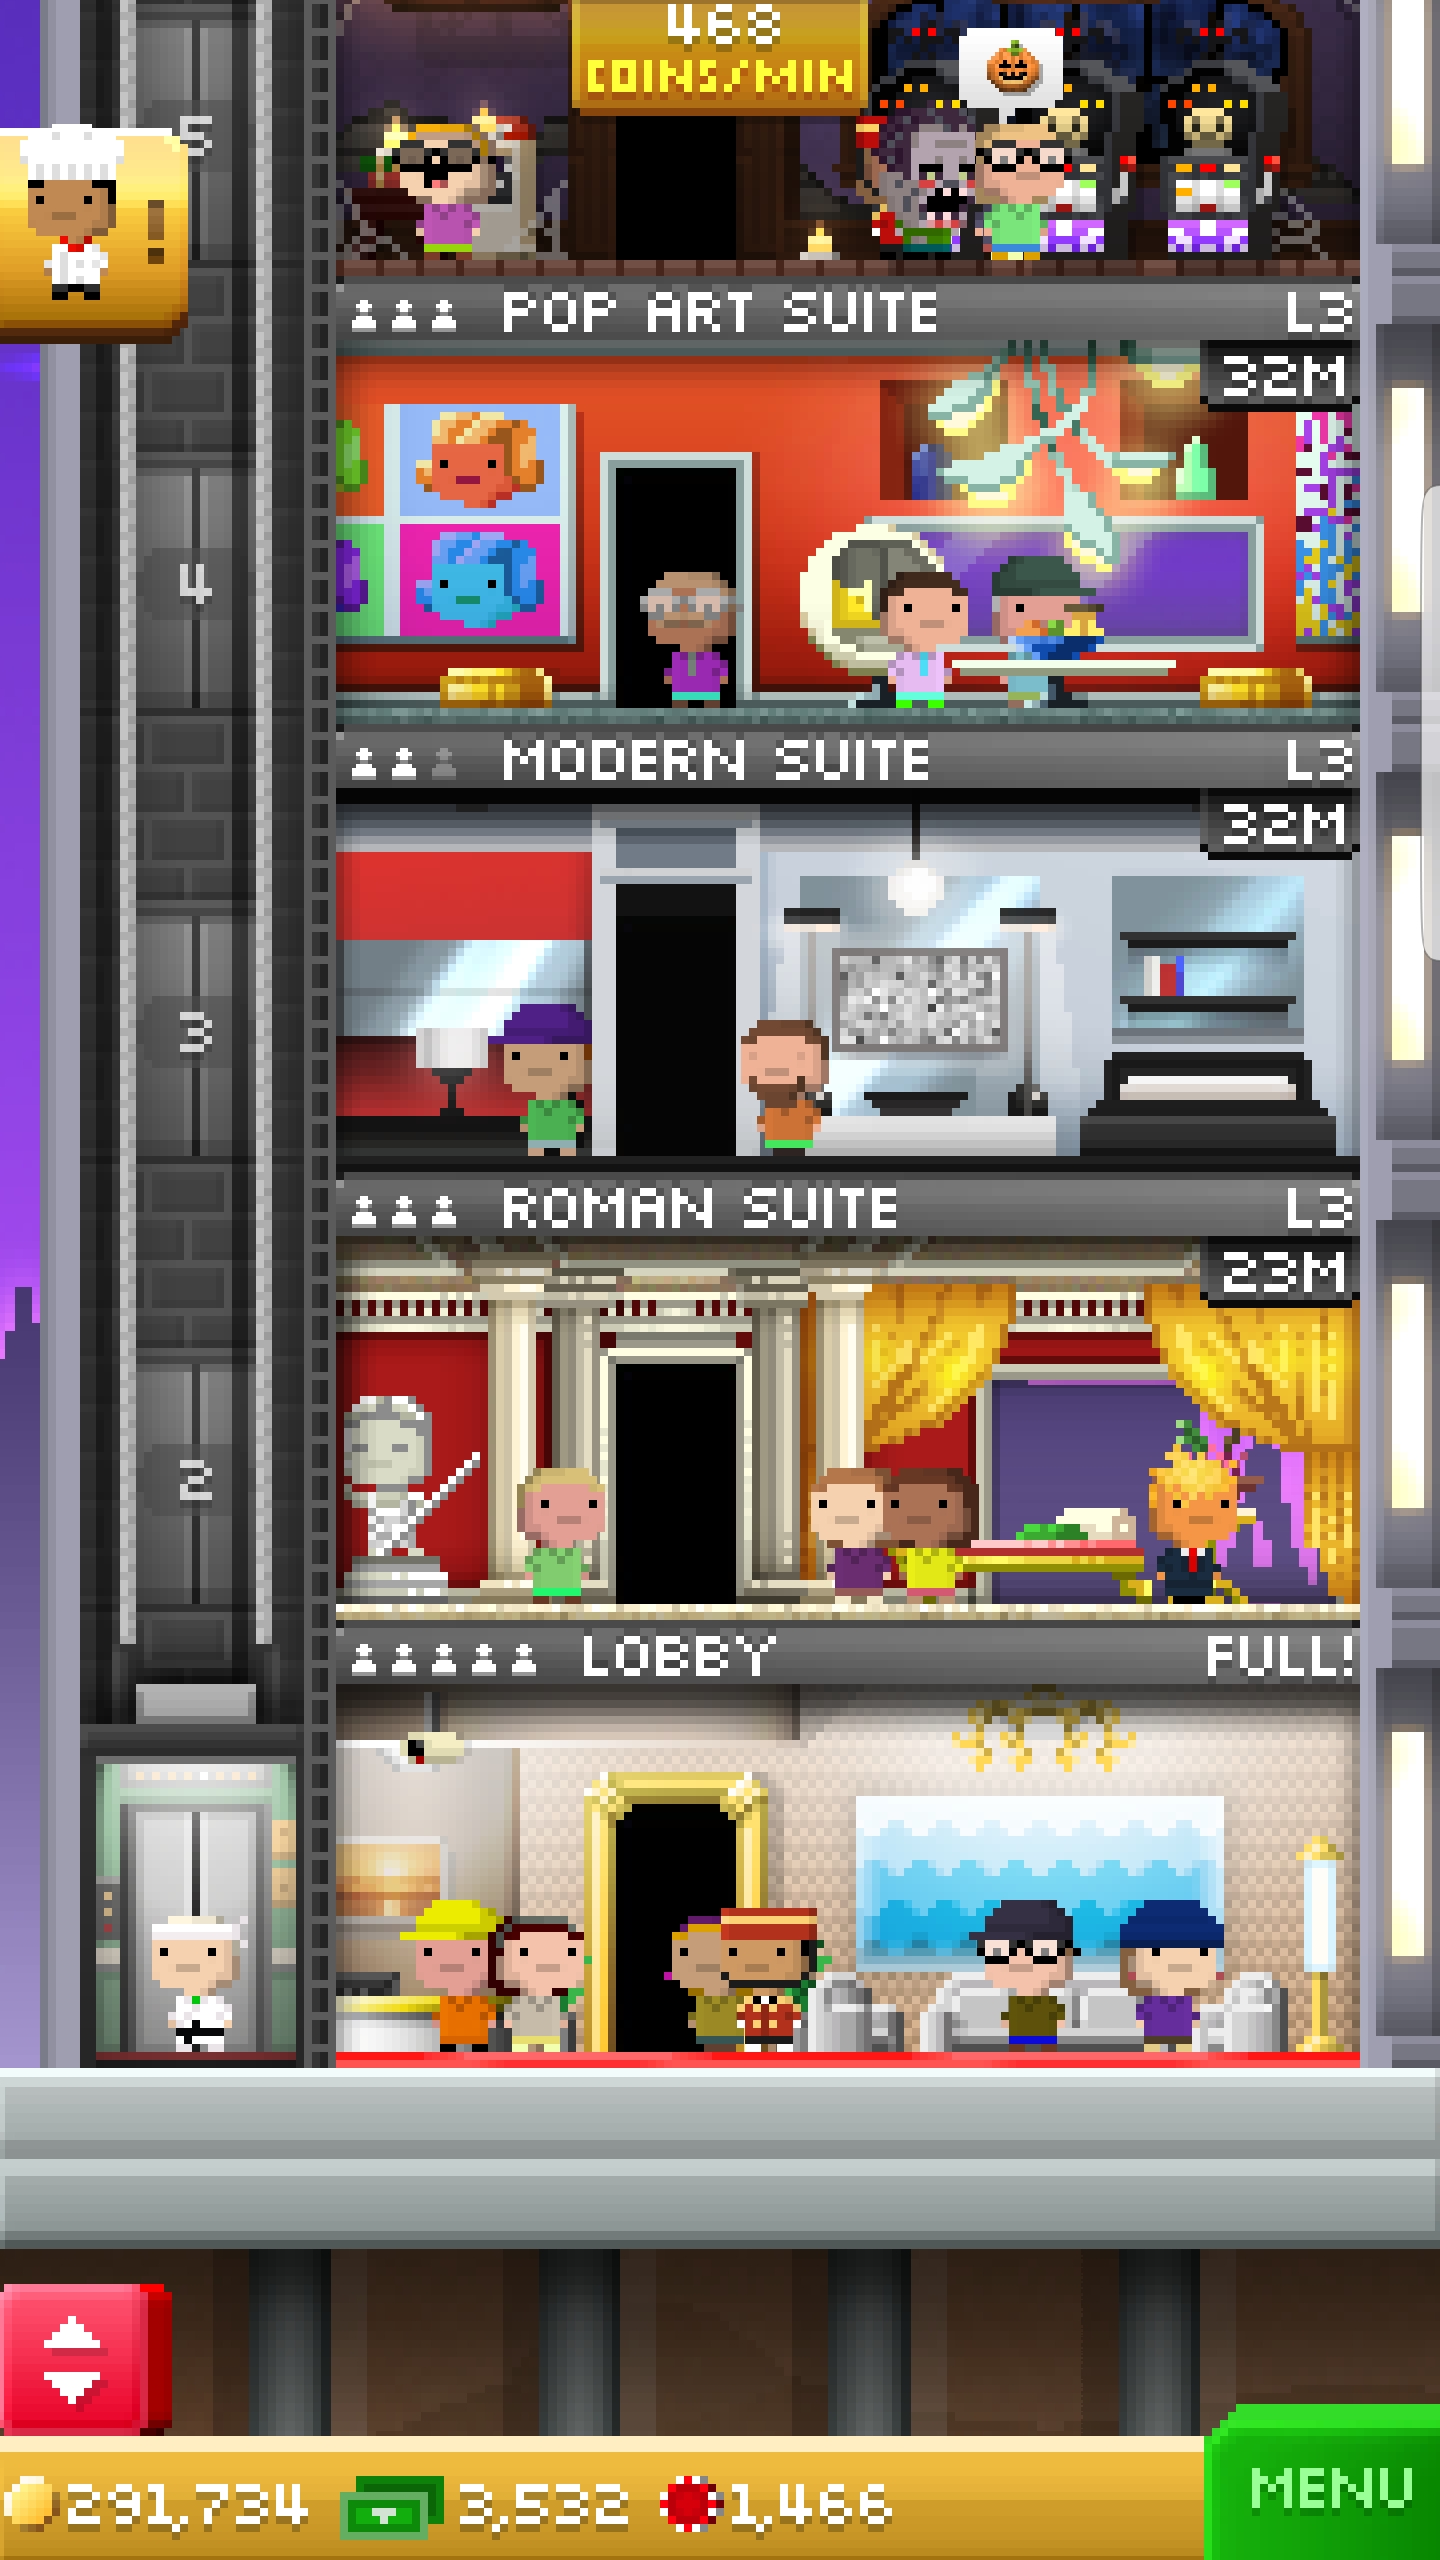 468
COINS/MIN
5
!
POP ART SUITE L3
32M
4
MODERN SUITE L3
32M
3
ROMAN SUITE L3
23M
2
LOBBY FULL!
291,734 3,532 1,466
MENU